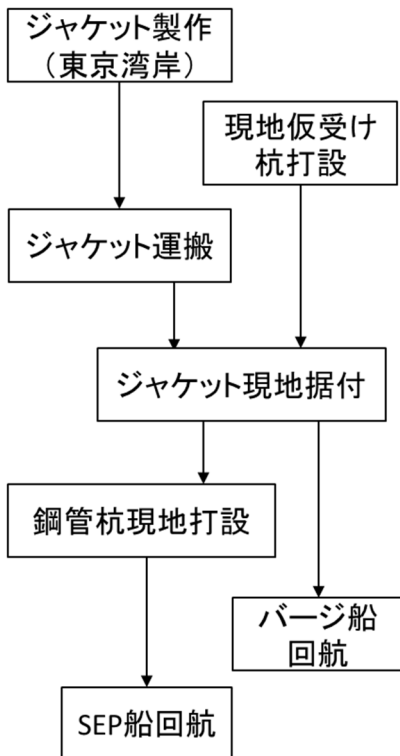 ジャケット製作
（東京湾岸）
現地仮受け
杭打設
ジャケット運搬
ジャケット現地据付
鋼管杭現地打設
バージ船
回航
SEP船回航